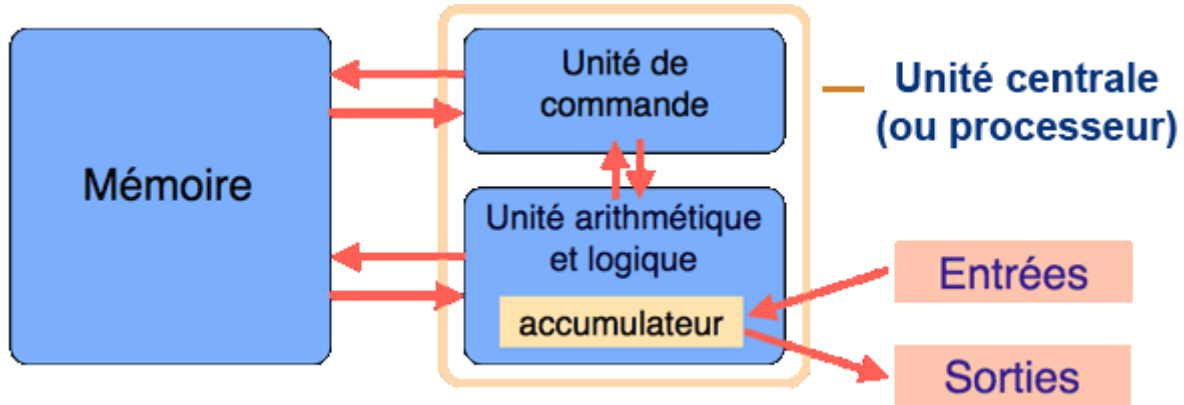 Mémoire
Unité de
commande
Unité centrale
(ou processeur)
Unité arithmétique
et logique
accumulateur
Entrées
Sorties